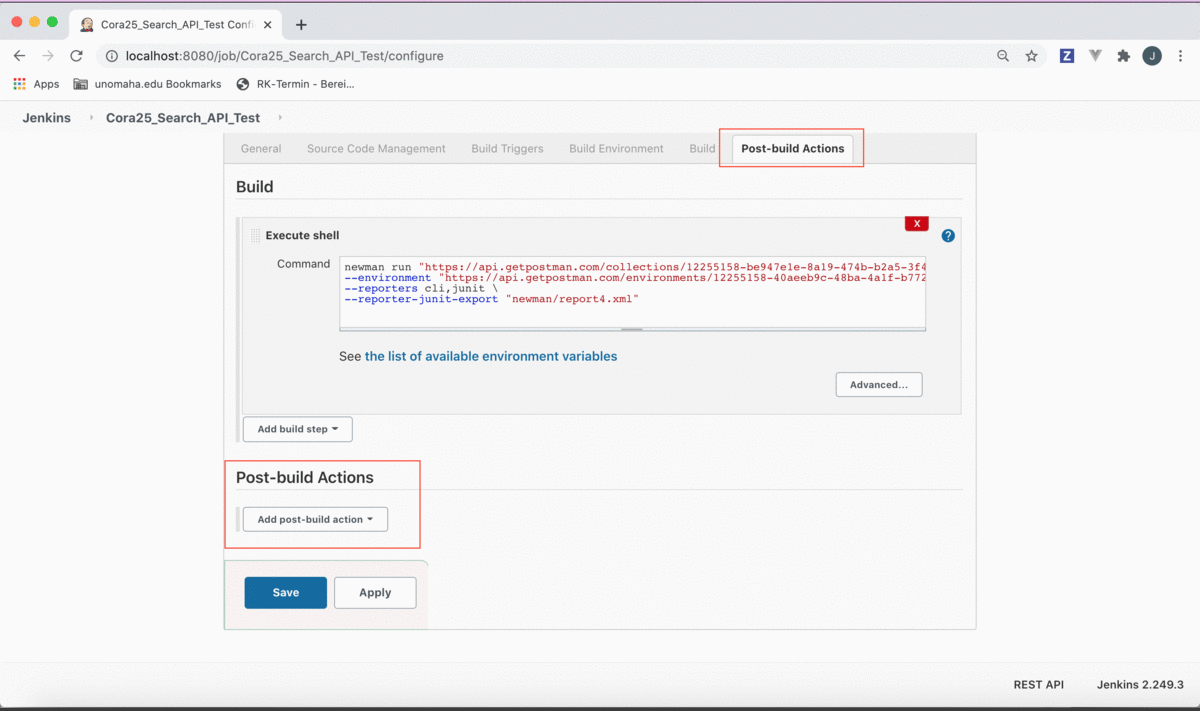 Cora25_Search_API_Test Confi
localhost:8080/job/Cora25_Search_API_Test/configure
Z
J
Apps
unomaha.edu Bookmarks
RK-Termin - Berei...
Jenkins
Cora25_Search_API_Test
General
Source Code Management
Build Triggers
Build Environment
Build
Post-build Actions
Build
X
Execute shell
?
Command
newman run "https://api.getpostman.com/collections/12255158-be947e1e-8a19-474b-b2a5-3f4
--environment "https://api.getpostman.com/environments/12255158-40aeeb9c-48ba-4a1f-b772
--reporters cli,junit \
--reporter-junit-export "newman/report4.xml"
See the list of available environment variables
Advanced...
Add build step
Post-build Actions
Add post-build action
Save
Apply
REST API
Jenkins 2.249.3